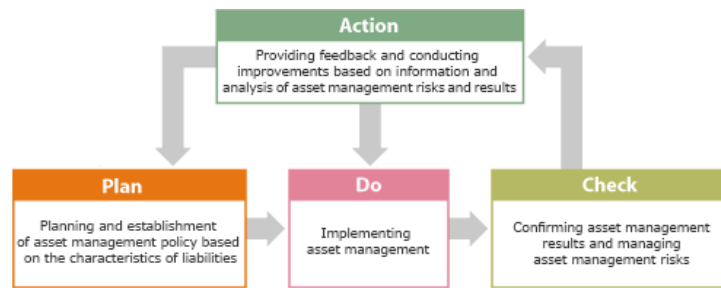 Action
Providing feedback and conducting
improvements based on information and
analysis of asset management risks and results
Plan
Planning and establishment
of asset management policy based
on the characteristics of liabilities
Do
Implementing
asset management
Check
Confirming asset management
results and managing
asset management risks